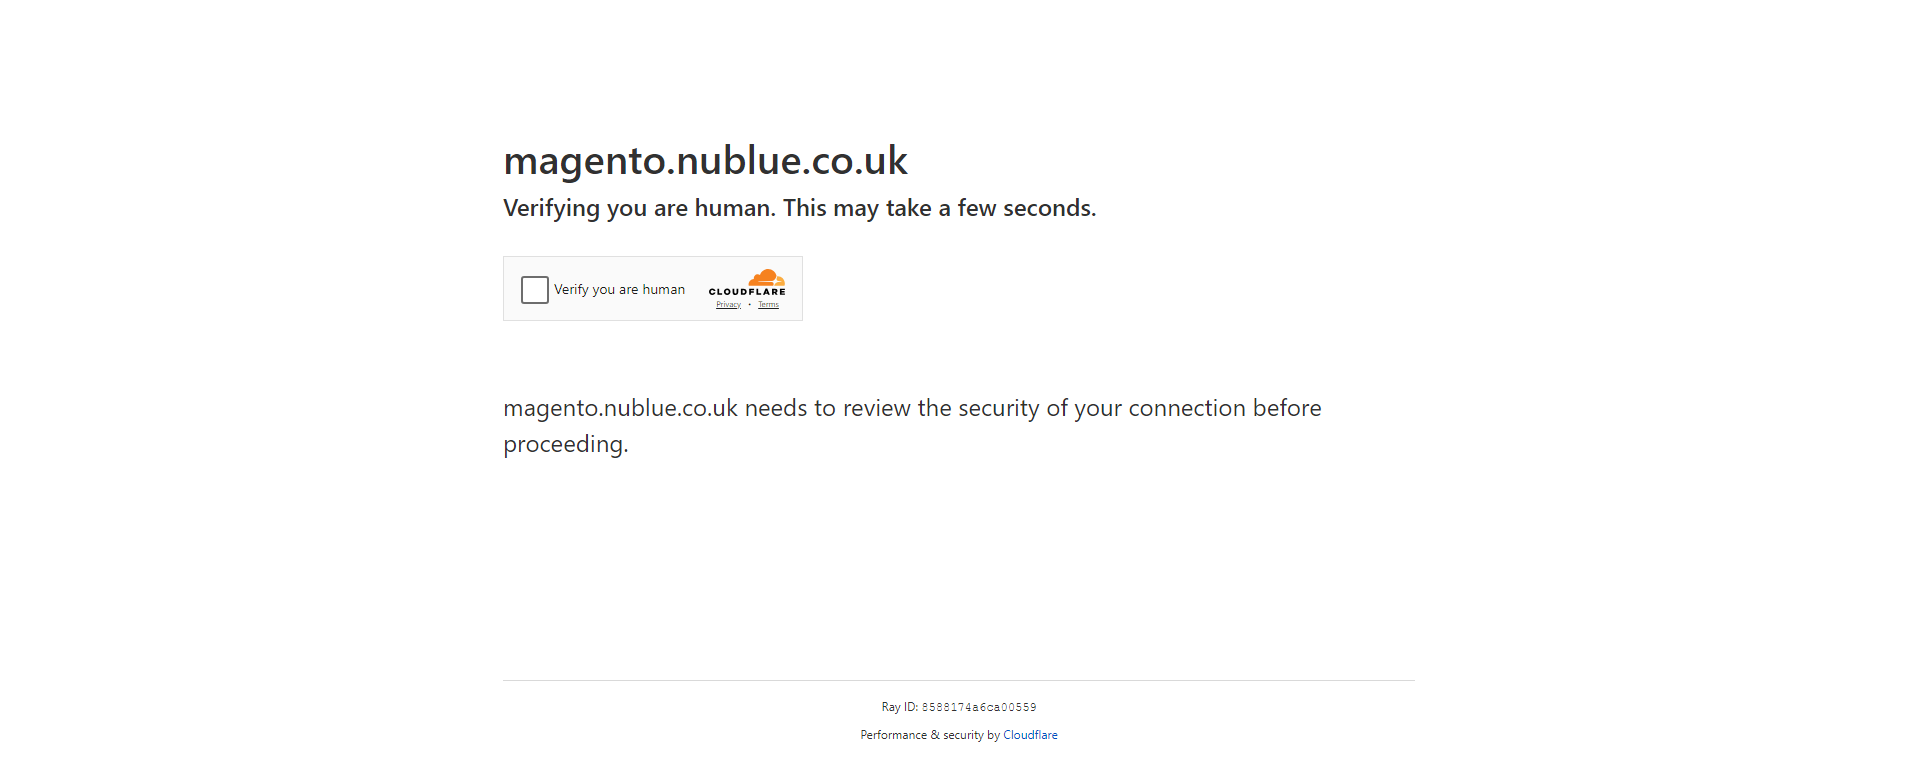 magento.nublue.co.uk
Verifying you are human. This may take a few seconds.
Verify you are human
CLOUDFLARE
Privacy • Terms
magento.nublue.co.uk needs to review the security of your connection before
proceeding.
Ray ID: 8588174a6ca00559
Performance & security by Cloudflare